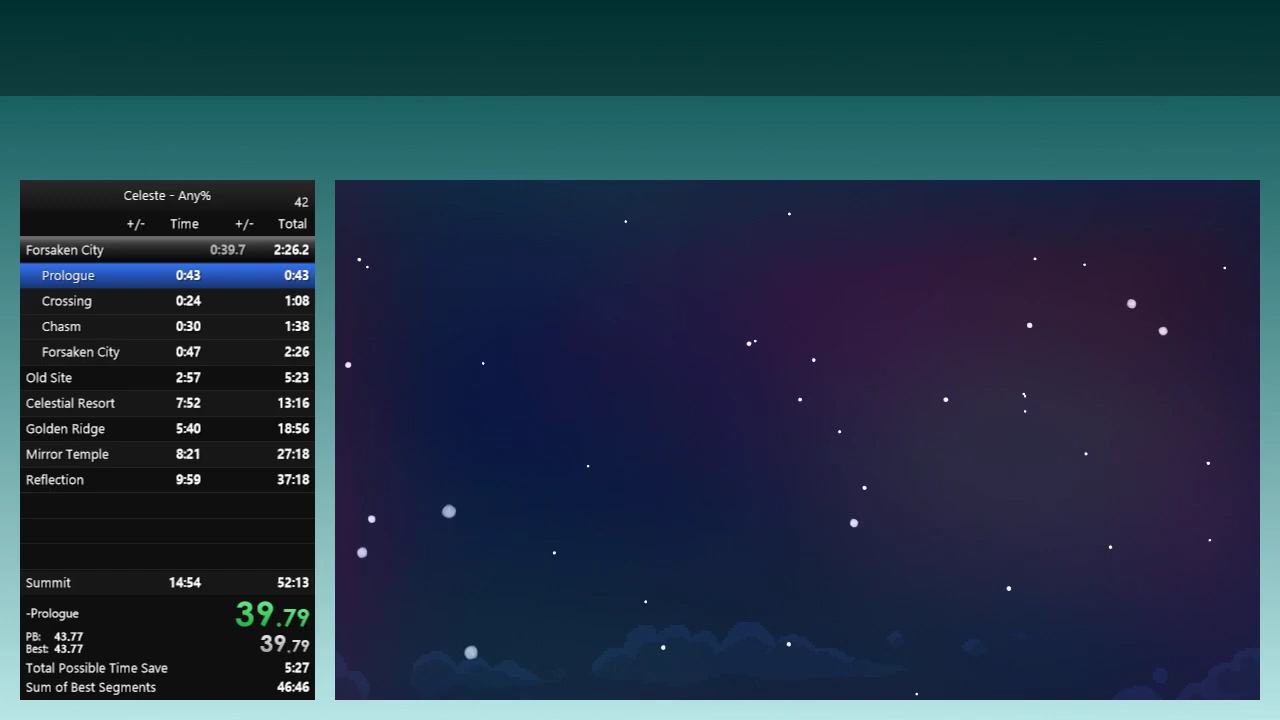 Celeste - Any%
42
+/- Time +/- Total
Forsaken City 0:39.7 2:26.2
Prologue 0:43 0:43
Crossing 0:24 1:08
Chasm 0:30 1:38
Forsaken City 0:47 2:26
Old Site 2:57 5:23
Celestial Resort 7:52 13:16
Golden Ridge 5:40 18:56
Mirror Temple 8:21 27:18
Reflection 9:59 37:18
Summit 14:54 52:13
-Prologue 39.79
PB: 43.77 39.79
Best: 43.77
Total Possible Time Save 5:27
Sum of Best Segments 46:46